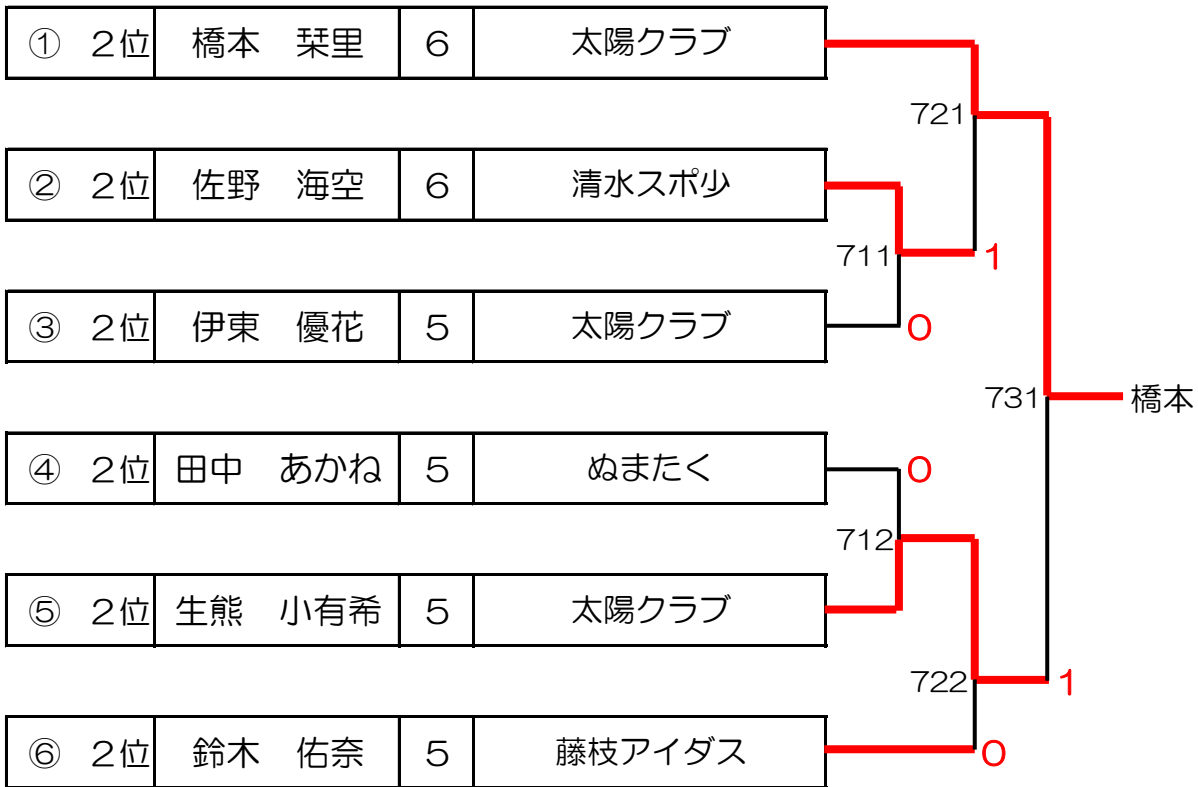 ① 2位 橋本 栞里 6 太陽クラブ
721
② 2位 佐野 海空 6 清水スポ少
711 1
③ 2位 伊東 優花 5 太陽クラブ 0
731 橋本
④ 2位 田中 あかね 5 ぬまたく 0
712
⑤ 2位 生熊 小有希 5 太陽クラブ
722 1
⑥ 2位 鈴木 佑奈 5 藤枝アイダス 0